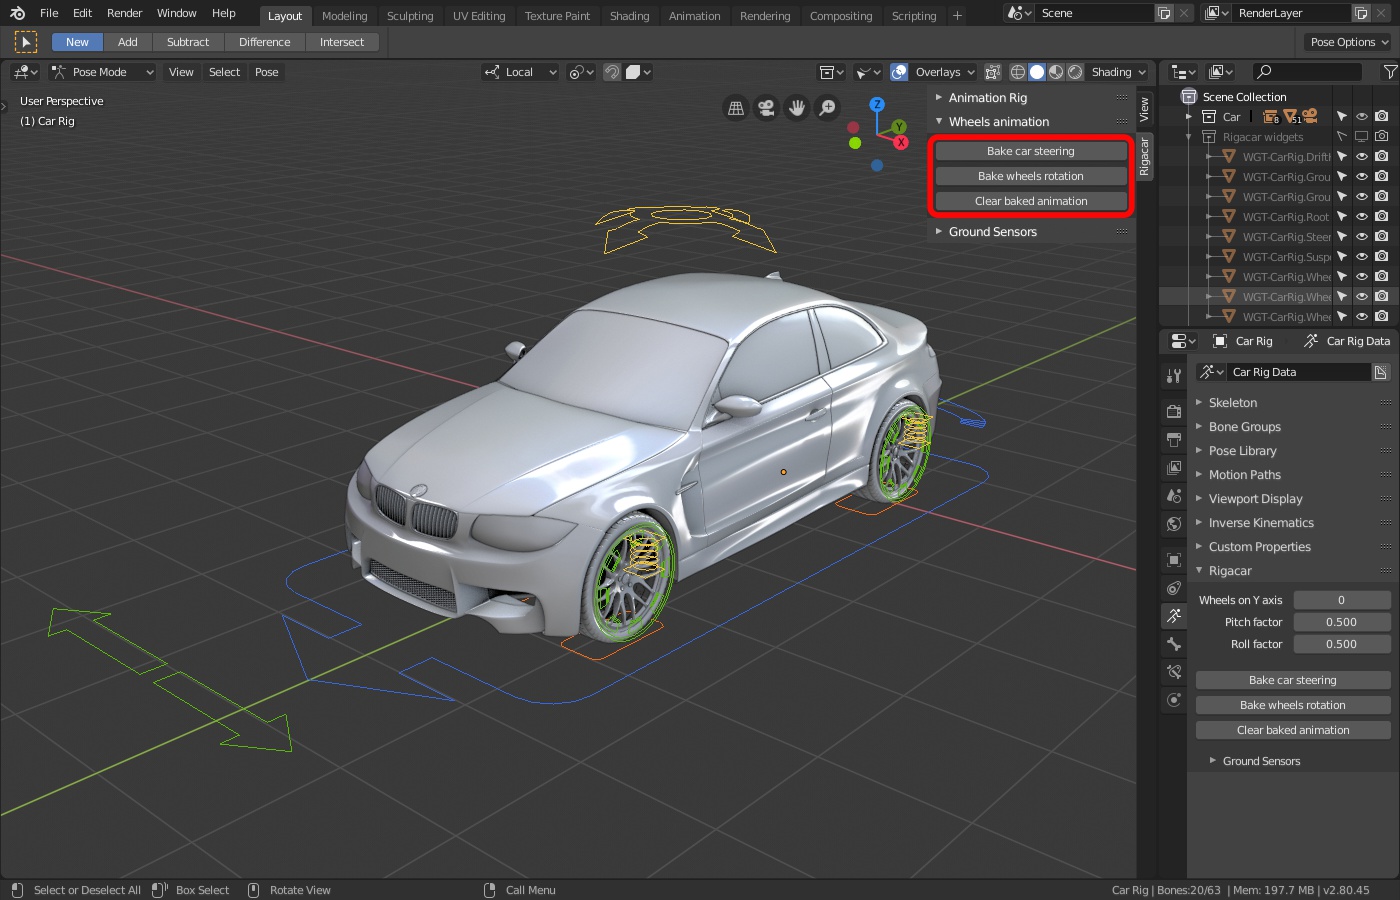 File Edit Render Window Help Layout Modeling Sculpting UV Editing Texture Paint Shading Animation Rendering Compositing Scripting + Scene RenderLayer
New Add Subtract Difference Intersect Pose Options
Pose Mode View Select Pose Local Overlays Shading
User Perspective
(1) Car Rig
Z
Y
X
Animation Rig
Wheels animation
Bake car steering
Bake wheels rotation
Clear baked animation
Ground Sensors
View
Rigacar
Scene Collection
Car 8 51
Rigacar widgets
WGT-CarRig.Drift
WGT-CarRig.Grou
WGT-CarRig.Grou
WGT-CarRig.Root
WGT-CarRig.Steer
WGT-CarRig.Susp
WGT-CarRig.Whee
WGT-CarRig.Whee
WGT-CarRig.Whee
Car Rig Car Rig Data
Car Rig Data
Skeleton
Bone Groups
Pose Library
Motion Paths
Viewport Display
Inverse Kinematics
Custom Properties
Rigacar
Wheels on Y axis 0
Pitch factor 0.500
Roll factor 0.500
Bake car steering
Bake wheels rotation
Clear baked animation
Ground Sensors
Select or Deselect All Box Select Rotate View Call Menu Car Rig | Bones:20/63 | Mem: 197.7 MB | v2.80.45